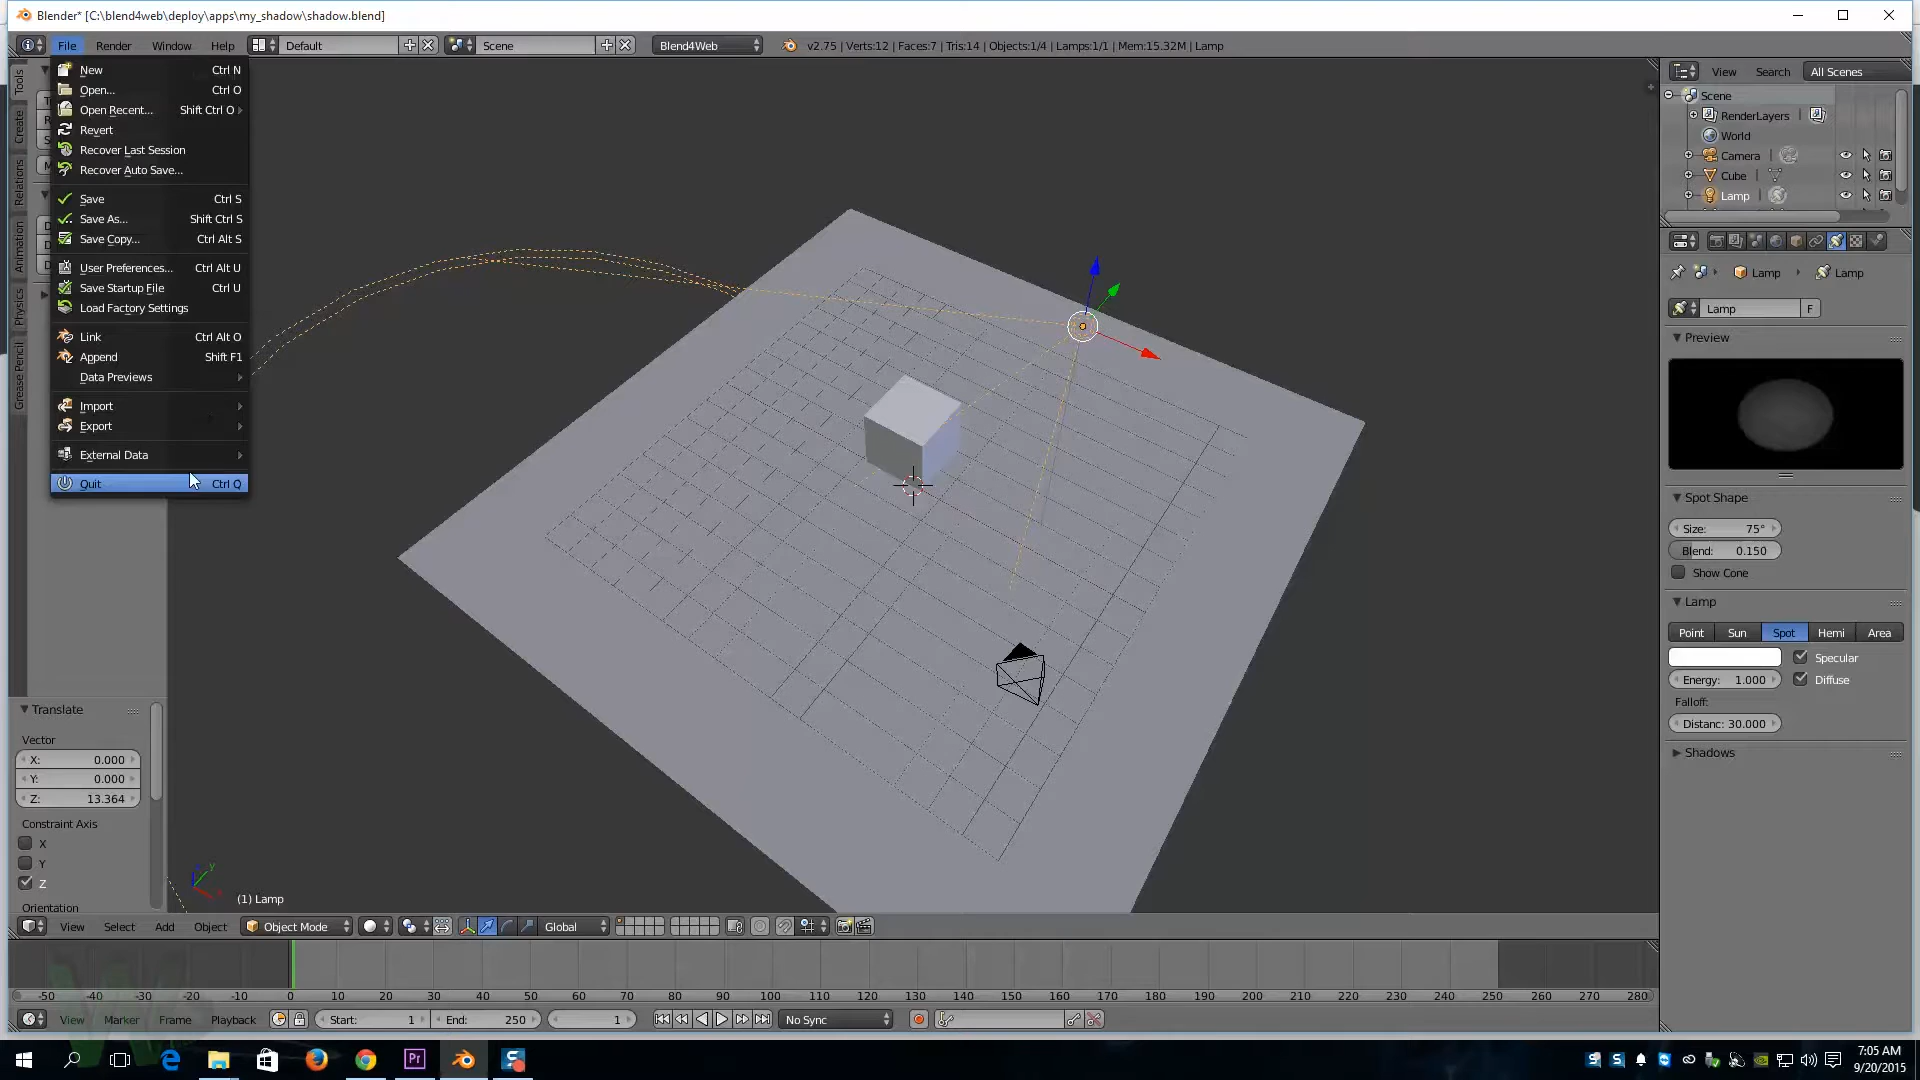 Blender* [C:\blend4web\deploy\apps\my_shadow\shadow.blend]
File Render Window Help Default Scene Blend4Web v2.75 | Verts:12 | Faces:7 | Tris:14 | Objects:1/4 | Lamps:1/1 | Mem:15.32M | Lamp
New Ctrl N
Open... Ctrl O
Open Recent... Shift Ctrl O
Revert
Recover Last Session
Recover Auto Save...
Save Ctrl S
Save As... Shift Ctrl S
Save Copy... Ctrl Alt S
User Preferences... Ctrl Alt U
Save Startup File Ctrl U
Load Factory Settings
Link Ctrl Alt O
Append Shift F1
Data Previews
Import
Export
External Data
Quit Ctrl Q
Tools
Create
Relations
Animation
Physics
Grease Pencil
Translate
Vector
X: 0.000
Y: 0.000
Z: 13.364
Constraint Axis
X
Y
Z
Orientation
(1) Lamp
View Select Add Object Object Mode Global
View Search All Scenes
Scene
RenderLayers
World
Camera
Cube
Lamp
Lamp Lamp
Lamp F
Preview
Spot Shape
Size: 75°
Blend: 0.150
Show Cone
Lamp
Point Sun Spot Hemi Area
Specular
Energy: 1.000 Diffuse
Falloff:
Distanc: 30.000
Shadows
-50 -40 -30 -20 -10 0 10 20 30 40 50 60 70 80 90 100 110 120 130 140 150 160 170 180 190 200 210 220 230 240 250 260 270 280
View Marker Frame Playback Start: 1 End: 250 1 No Sync
Pr
7:05 AM
9/20/2015